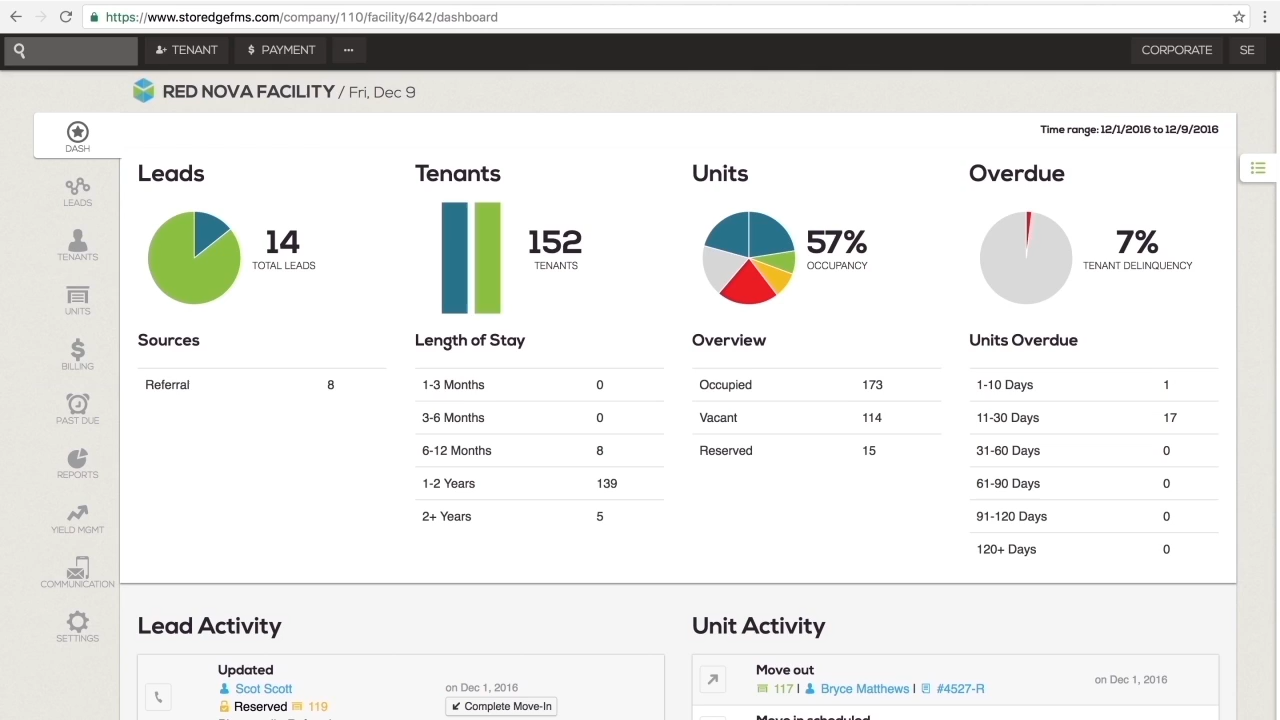 https://www.storedgefms.com/company/110/facility/642/dashboard
TENANT
$ PAYMENT
...
CORPORATE
SE
RED NOVA FACILITY / Fri, Dec 9
DASH
LEADS
TENANTS
UNITS
BILLING
PAST DUE
REPORTS
YIELD MGMT
COMMUNICATION
SETTINGS
Time range: 12/1/2016 to 12/9/2016
Leads
14
TOTAL LEADS
Sources
Referral 8
Tenants
152
TENANTS
Length of Stay
1-3 Months 0
3-6 Months 0
6-12 Months 8
1-2 Years 139
2+ Years 5
Units
57%
OCCUPANCY
Overview
Occupied 173
Vacant 114
Reserved 15
Overdue
7%
TENANT DELINQUENCY
Units Overdue
1-10 Days 1
11-30 Days 17
31-60 Days 0
61-90 Days 0
91-120 Days 0
120+ Days 0
Lead Activity
Updated
Scot Scott
Reserved 119
on Dec 1, 2016
Complete Move-In
Unit Activity
Move out
117 | Bryce Matthews | #4527-R
on Dec 1, 2016
Move in scheduled